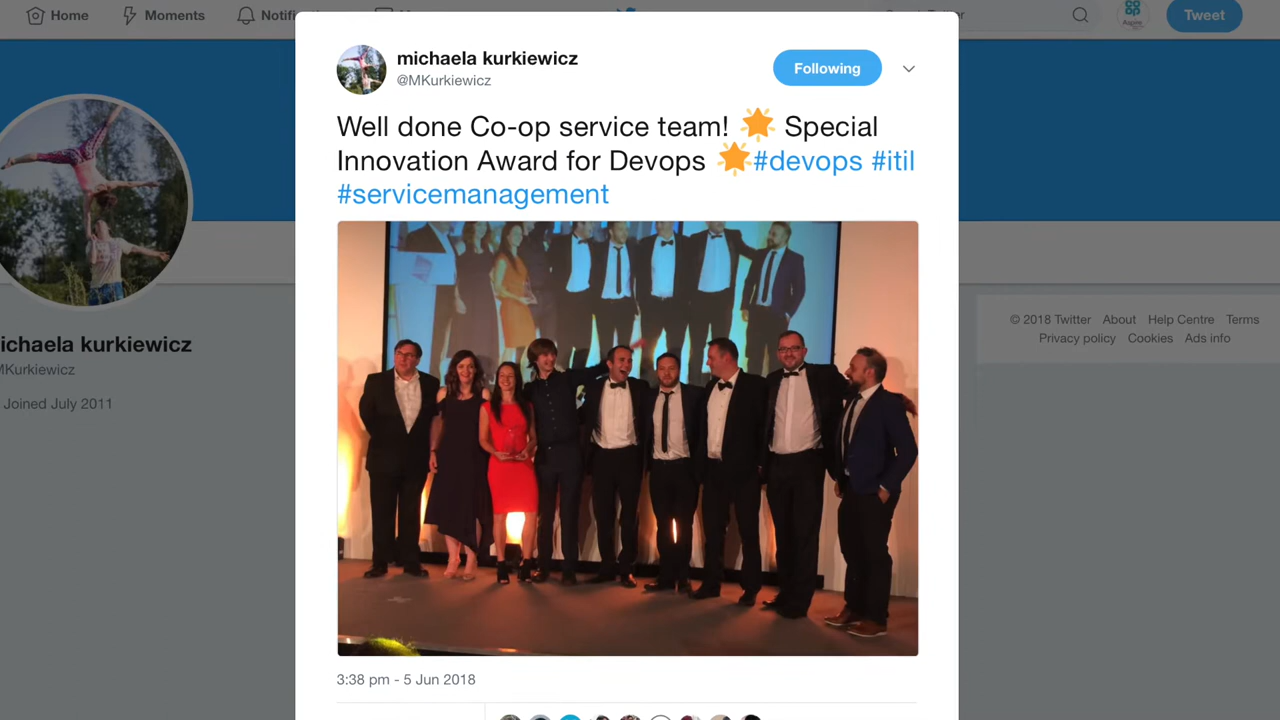 Home
Moments
Tweet
michaela kurkiewicz
@MKurkiewicz
Following
Well done Co-op service team! 🌟 Special
Innovation Award for Devops 🌟#devops #itil
#servicemanagement
3:38 pm - 5 Jun 2018
ichaela kurkiewicz
MKurkiewicz
Joined July 2011
© 2018 Twitter About Help Centre Terms
Privacy policy Cookies Ads info